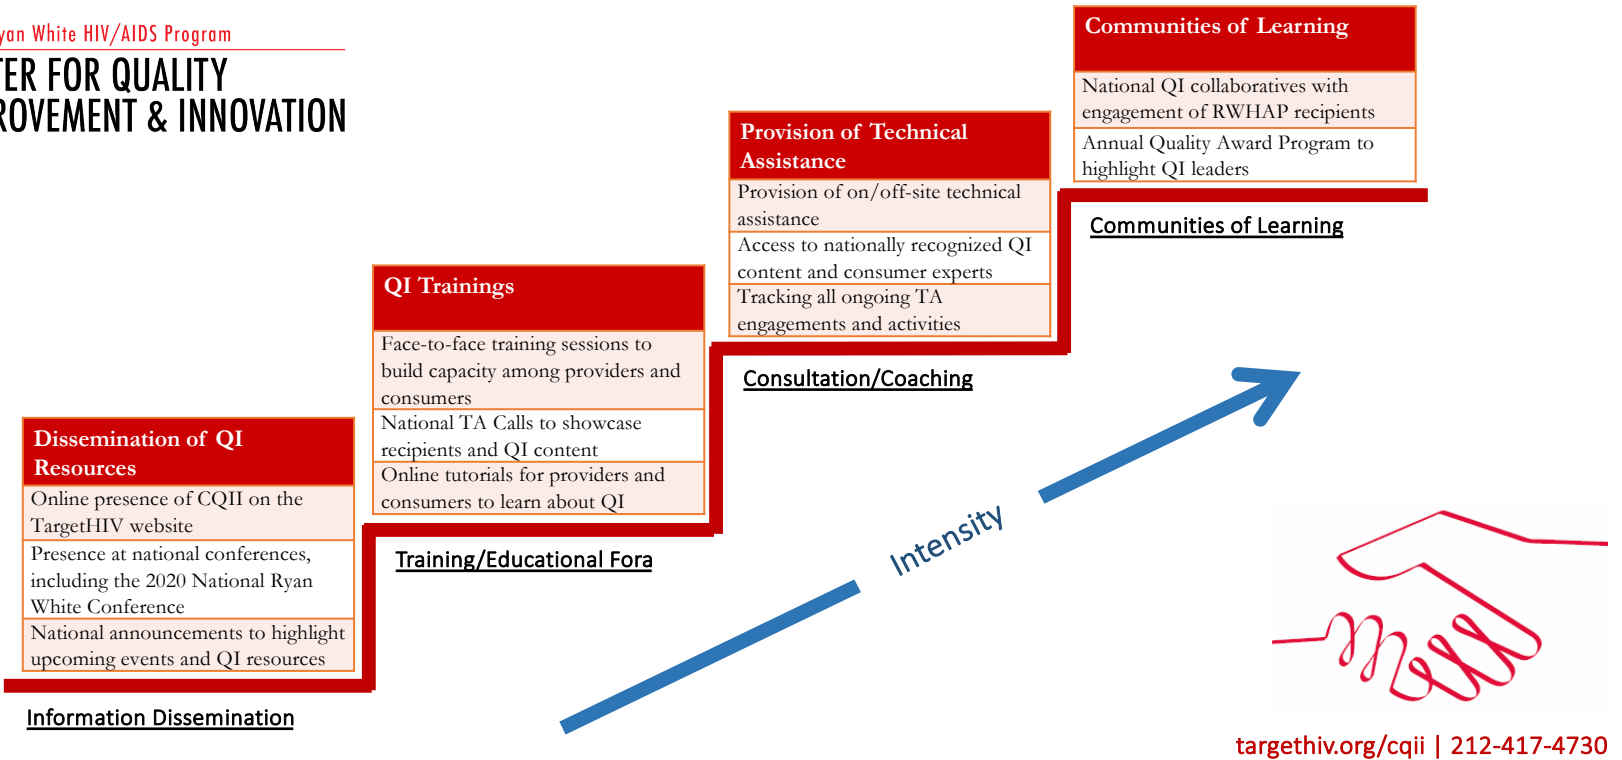 yan White HIV/AIDS Program
TER FOR QUALITY
ROVEMENT & INNOVATION
Communities of Learning
National QI collaboratives with
engagement of RWHAP recipients
Annual Quality Award Program to
highlight QI leaders
Communities of Learning
Provision of Technical
Assistance
Provision of on/off-site technical
assistance
Access to nationally recognized QI
content and consumer experts
Tracking all ongoing TA
engagements and activities
Consultation/Coaching
QI Trainings
Face-to-face training sessions to
build capacity among providers and
consumers
National TA Calls to showcase
recipients and QI content
Online tutorials for providers and
consumers to learn about QI
Training/Educational Fora
Dissemination of QI
Resources
Online presence of CQII on the
TargetHIV website
Presence at national conferences,
including the 2020 National Ryan
White Conference
National announcements to highlight
upcoming events and QI resources
Information Dissemination
Intensity
targethiv.org/cqii | 212-417-4730